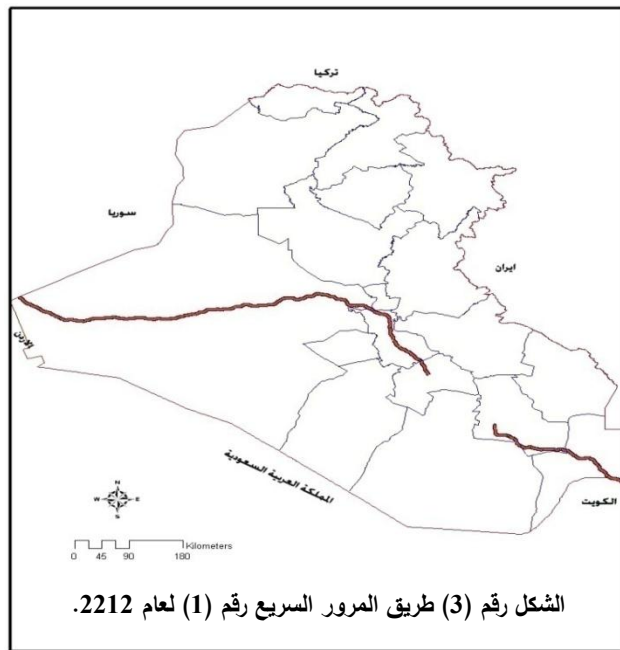 تركيا
سوريا
ايران
الاردن
المملكة العربية السعودية
الكويت
N
W E
S
Kilometers
0 45 90 180
الشكل رقم (3) طريق المرور السريع رقم (1) لعام 2212.